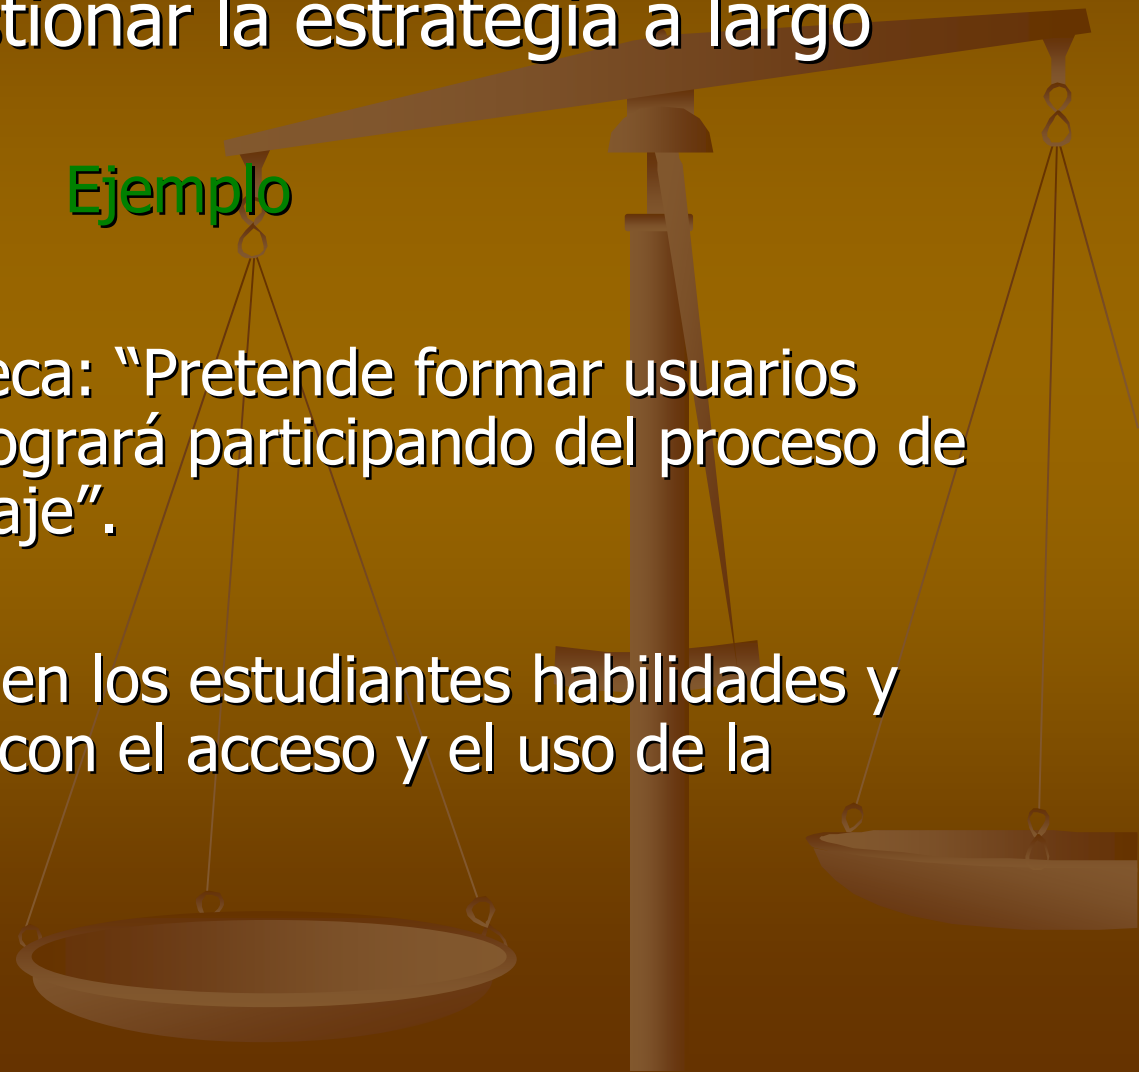 tionar la estrategia a largo
Ejemplo
eca: “Pretende formar usuarios
ogrará participando del proceso de
aje”.
en los estudiantes habilidades y
con el acceso y el uso de la